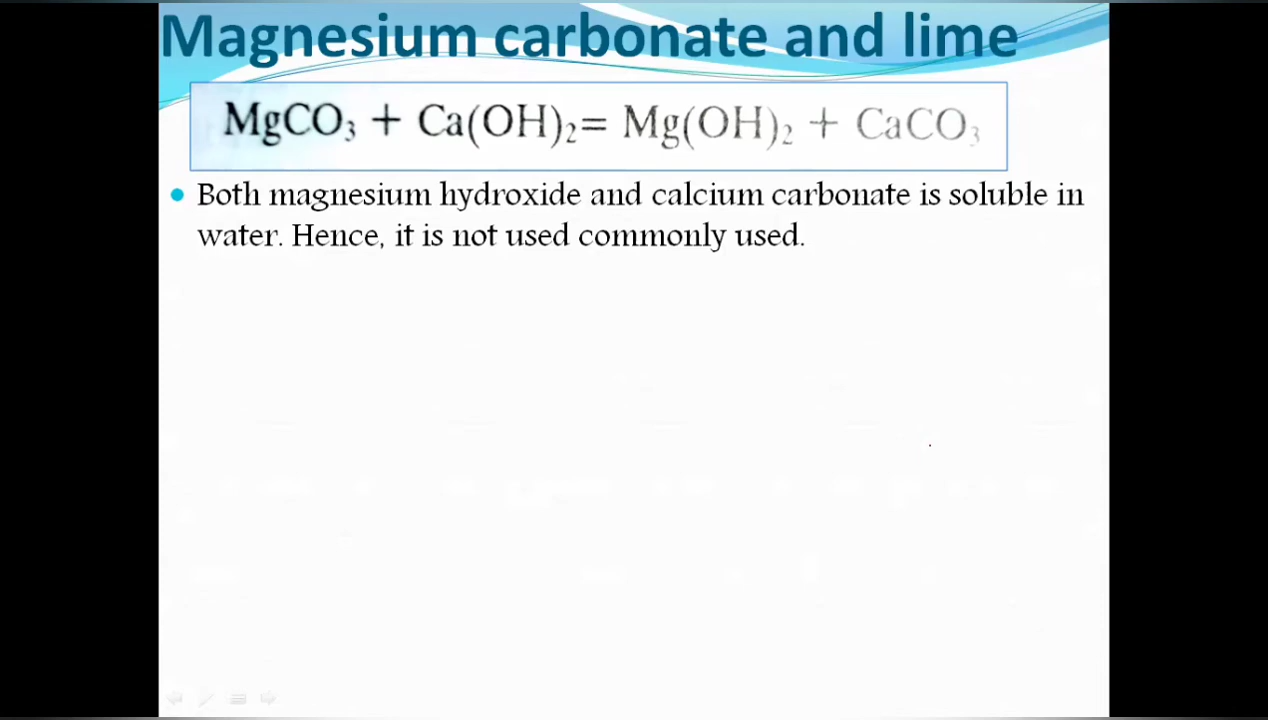 Magnesium carbonate and lime
MgCO₃ + Ca(OH)₂= Mg(OH)₂ + CaCO₃
Both magnesium hydroxide and calcium carbonate is soluble in
water. Hence, it is not used commonly used.